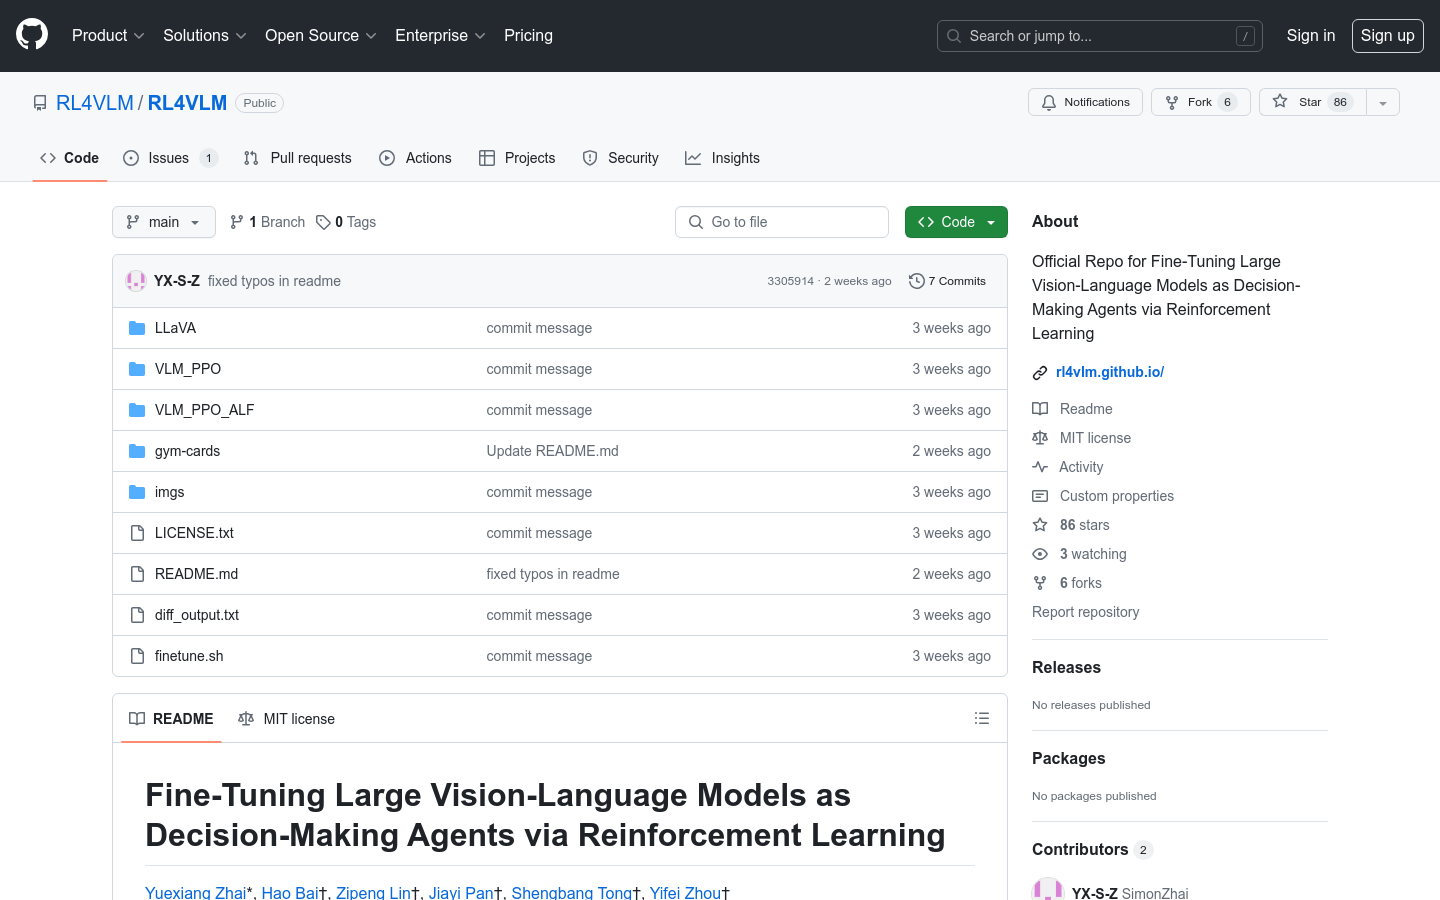 Product Solutions Open Source Enterprise Pricing Search or jump to... / Sign in Sign up
RL4VLM / RL4VLM Public Notifications Fork 6 Star 86
Code Issues 1 Pull requests Actions Projects Security Insights
main 1 Branch 0 Tags Go to file Code
YX-S-Z fixed typos in readme 3305914 · 2 weeks ago 7 Commits
LLaVA commit message 3 weeks ago
VLM_PPO commit message 3 weeks ago
VLM_PPO_ALF commit message 3 weeks ago
gym-cards Update README.md 2 weeks ago
imgs commit message 3 weeks ago
LICENSE.txt commit message 3 weeks ago
README.md fixed typos in readme 2 weeks ago
diff_output.txt commit message 3 weeks ago
finetune.sh commit message 3 weeks ago
README MIT license
Fine-Tuning Large Vision-Language Models as
Decision-Making Agents via Reinforcement Learning
Yuexiang Zhai*, Hao Bai†, Zipeng Lin†, Jiayi Pan†, Shengbang Tong†, Yifei Zhou†
About
Official Repo for Fine-Tuning Large
Vision-Language Models as Decision-
Making Agents via Reinforcement
Learning
rl4vlm.github.io/
Readme
MIT license
Activity
Custom properties
86 stars
3 watching
6 forks
Report repository
Releases
No releases published
Packages
No packages published
Contributors 2
YX-S-Z SimonZhai